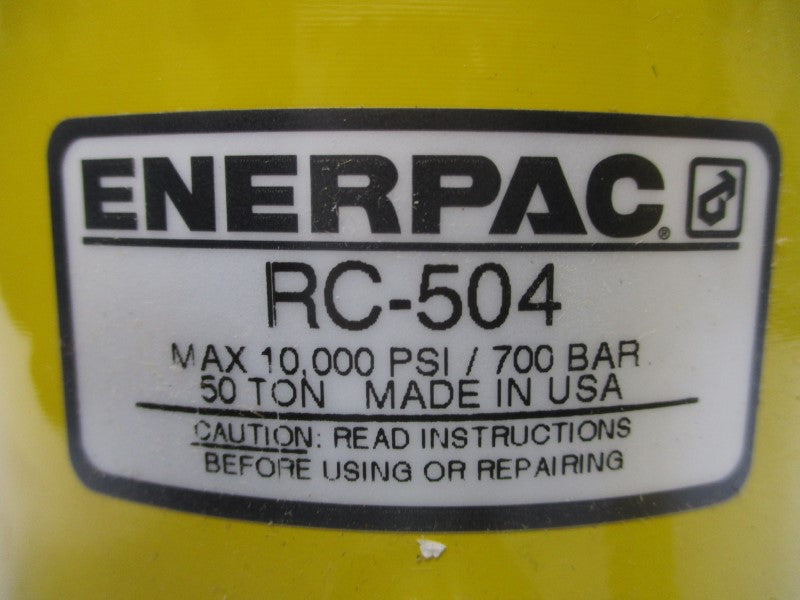 ENERPAC®
RC-504
MAX 10,000 PSI / 700 BAR
50 TON MADE IN USA
CAUTION: READ INSTRUCTIONS
BEFORE USING OR REPAIRING